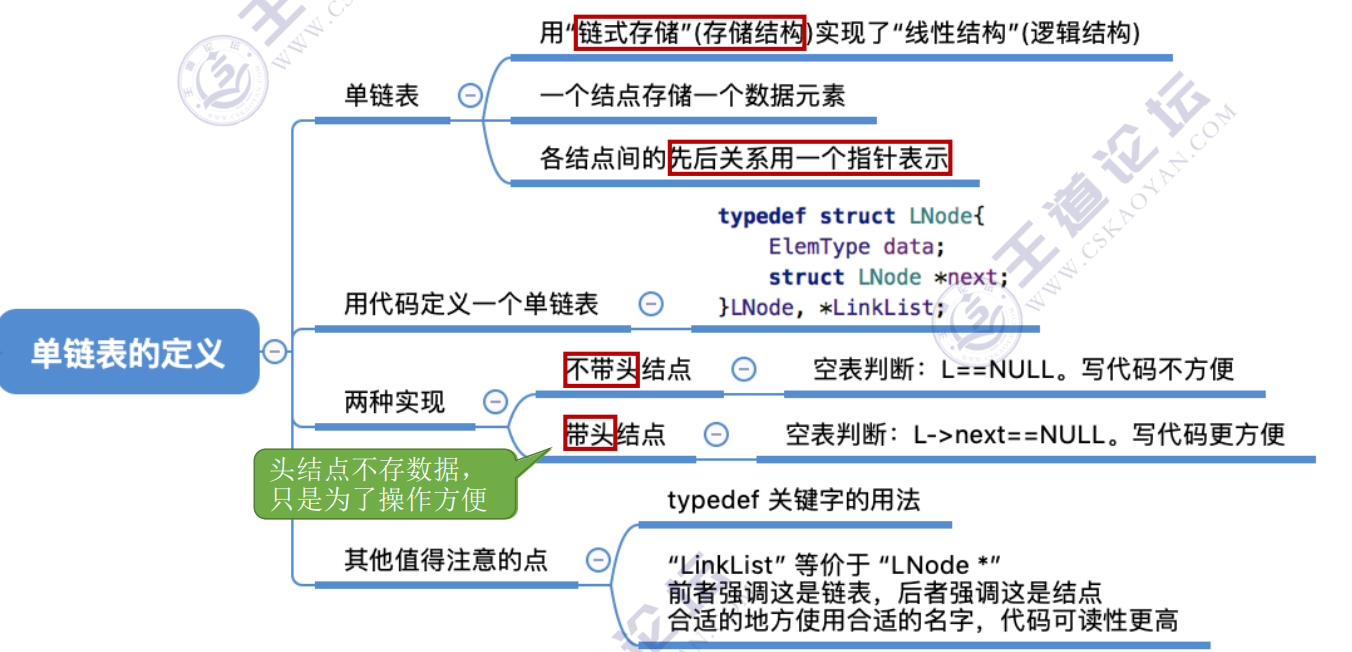 用“链式存储”(存储结构)实现了“线性结构”(逻辑结构)
单链表
一个结点存储一个数据元素
各结点间的先后关系用一个指针表示
typedef struct LNode{
ElemType data;
struct LNode *next;
}LNode, *LinkList;
用代码定义一个单链表
单链表的定义
不带头结点
空表判断：L==NULL。写代码不方便
两种实现
带头结点
空表判断：L->next==NULL。写代码更方便
头结点不存数据，
只是为了操作方便
typedef 关键字的用法
其他值得注意的点
“LinkList” 等价于 “LNode *”
前者强调这是链表，后者强调这是结点
合适的地方使用合适的名字，代码可读性更高
王道论坛
WWW.CSKAOYAN.COM